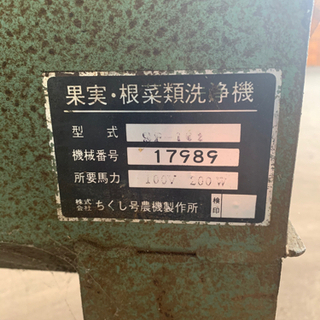 果実・根菜類洗浄機
型式
機械番号 17989
所要馬力 100V 200W
株式会社 ちくし号農機製作所 検印